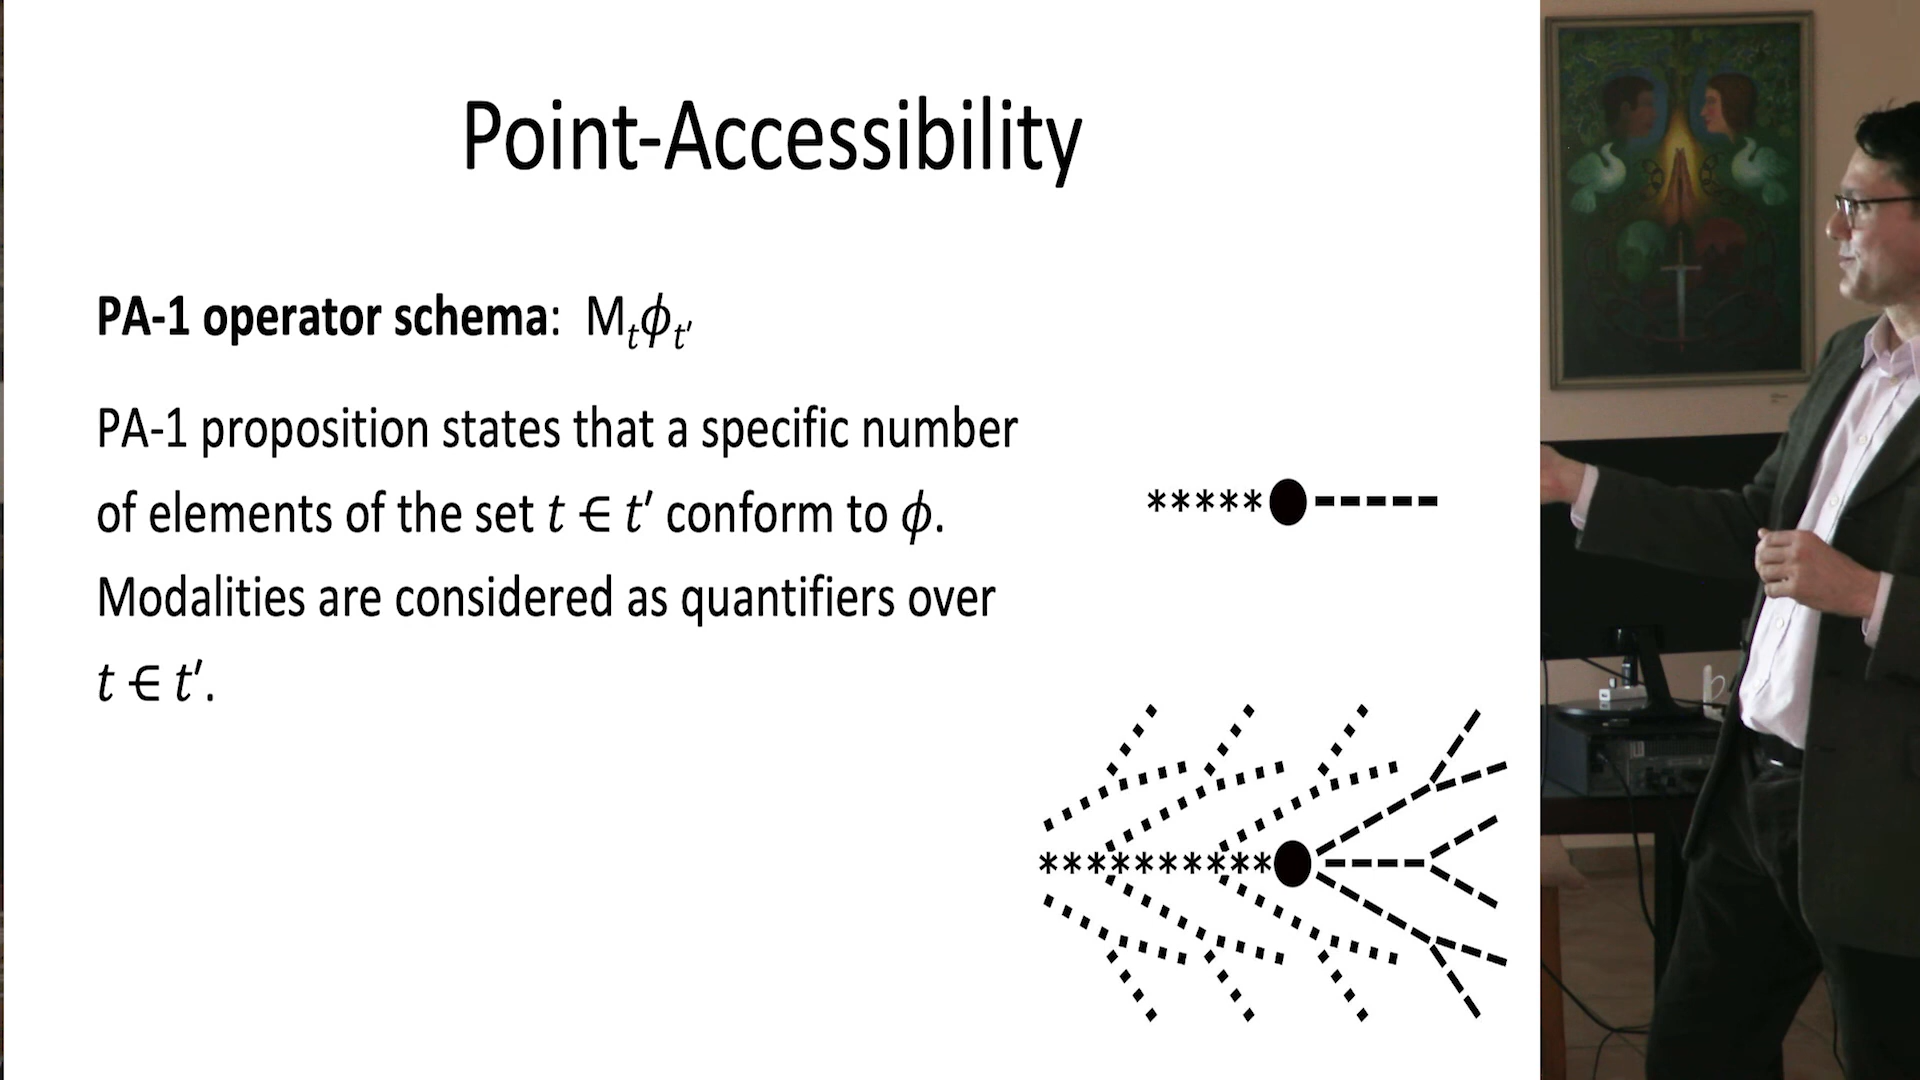 Point-Accessibility
PA-1 operator schema: Mₜϕₜ′
PA-1 proposition states that a specific number
of elements of the set t ∈ t′ conform to ϕ.
Modalities are considered as quantifiers over
t ∈ t′.